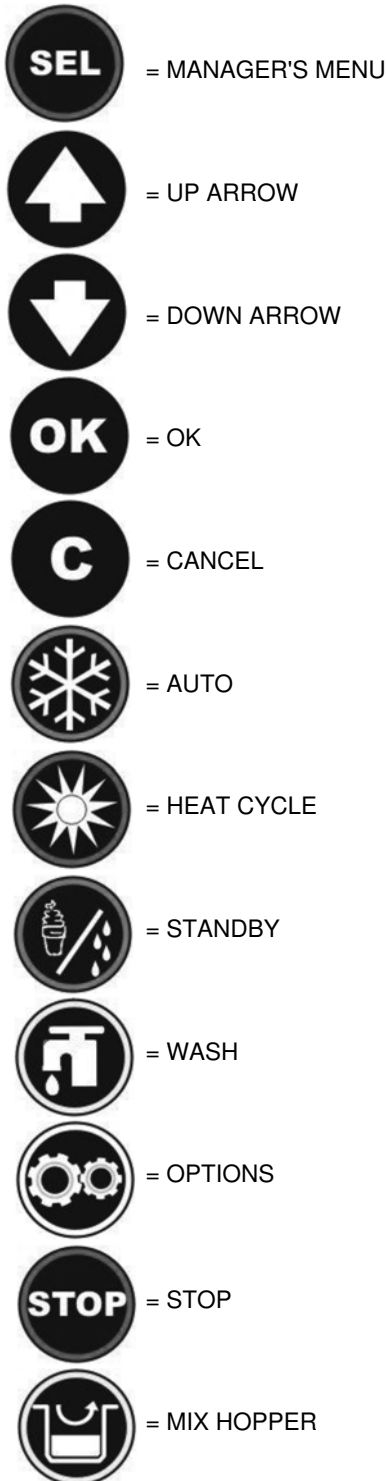 SEL = MANAGER'S MENU
= UP ARROW
= DOWN ARROW
OK = OK
C = CANCEL
= AUTO
= HEAT CYCLE
= STANDBY
= WASH
= OPTIONS
STOP = STOP
= MIX HOPPER